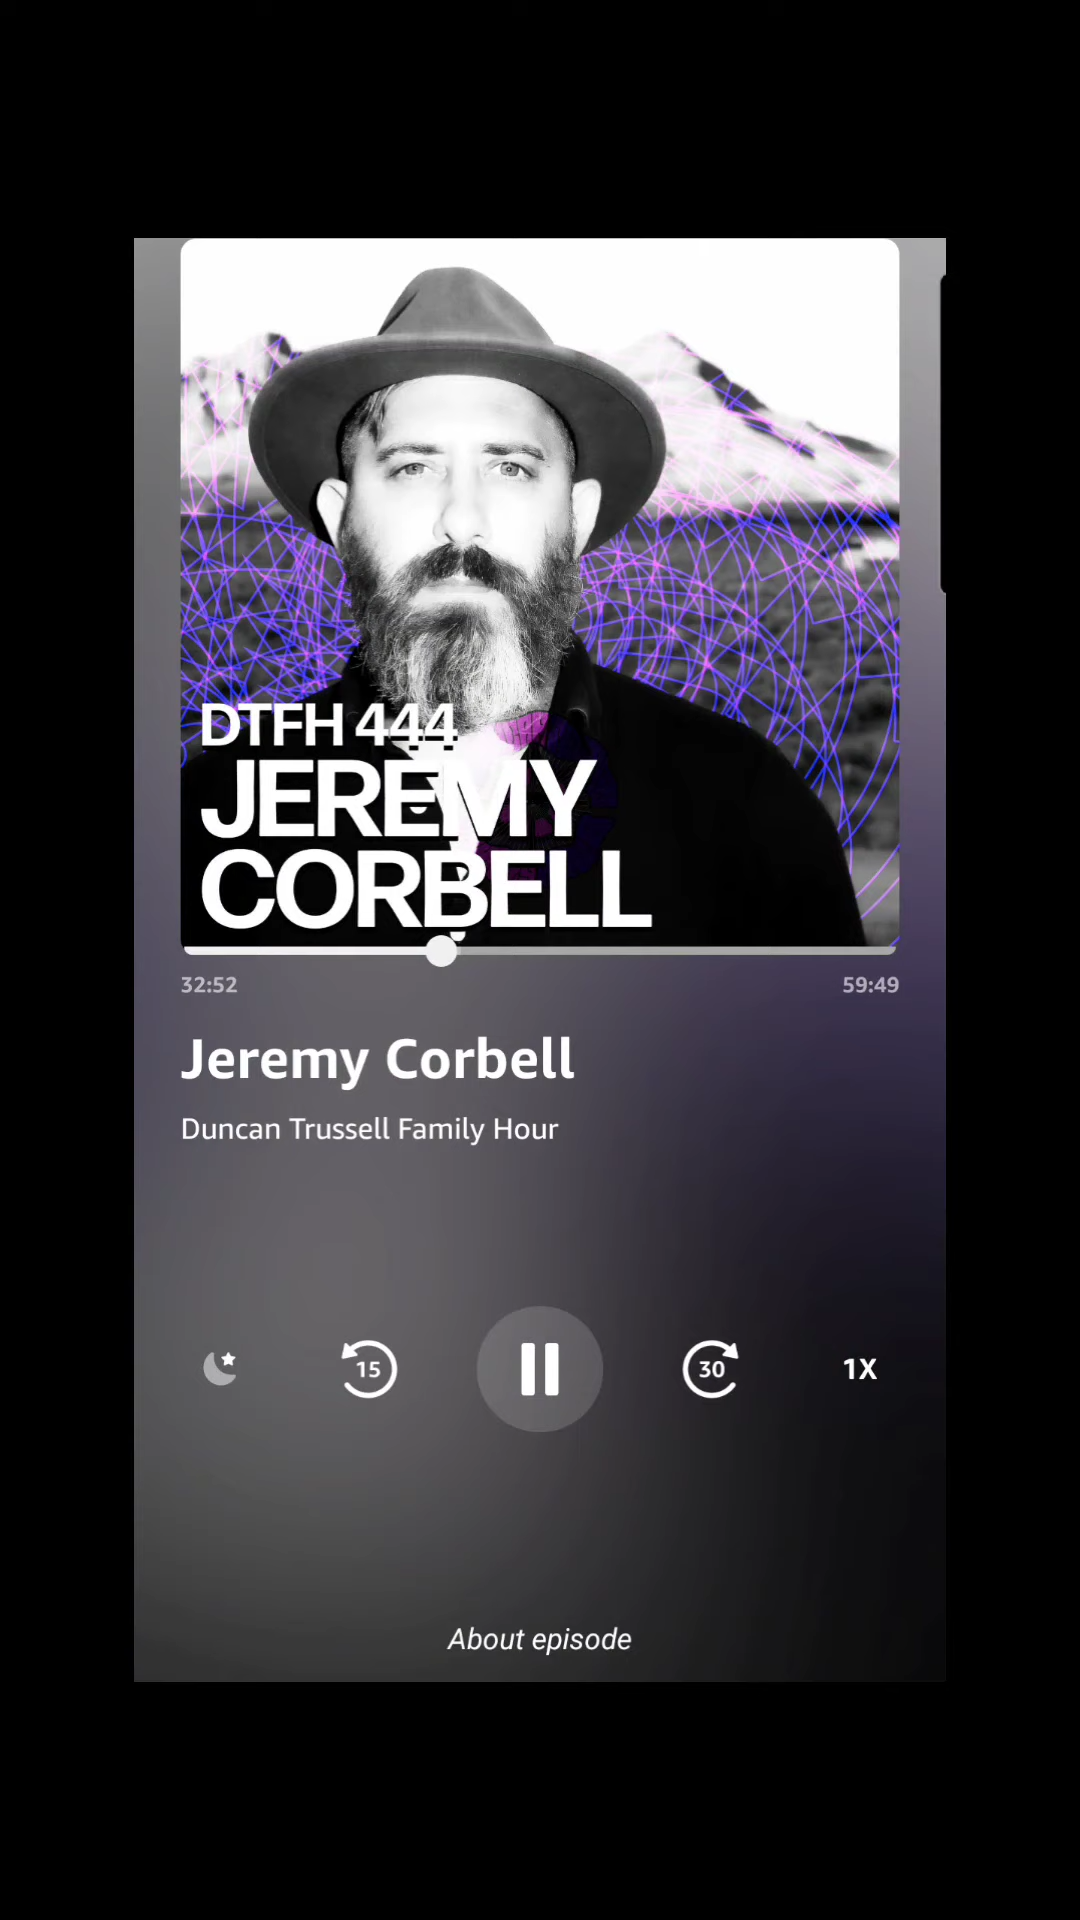 DTFH 444
JEREMY
CORBELL
32:52
59:49
Jeremy Corbell
Duncan Trussell Family Hour
15
30
1X
About episode